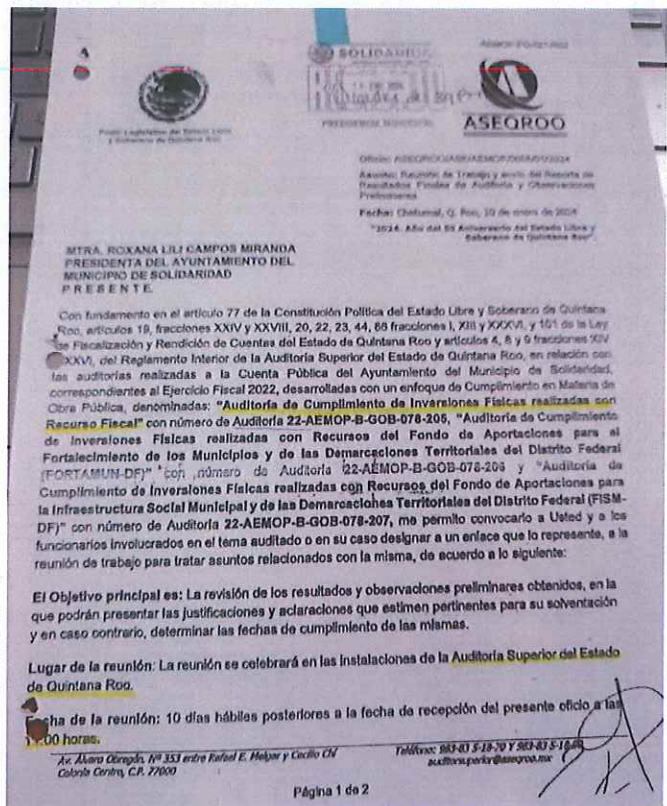 SOLIDARIDAD
PRESIDENCIA MUNICIPAL
ASEQROO
Poder Legislativo del Estado Libre
y Soberano de Quintana Roo
Asunto: Reunión de Trabajo y envío del Reporte de
Resultados Finales de Auditoría y Observaciones
Preliminares
Fecha: Chetumal, Q. Roo, 10 de enero de 2024
"2024, Año del 50 Aniversario del Estado Libre y
Soberano de Quintana Roo".
MTRA. ROXANA LILI CAMPOS MIRANDA
PRESIDENTA DEL AYUNTAMIENTO DEL
MUNICIPIO DE SOLIDARIDAD
P R E S E N T E.
Con fundamento en el artículo 77 de la Constitución Política del Estado Libre y Soberano de Quintana
Roo, artículos 19, fracciones XXIV y XXVIII, 20, 22, 23, 44, 86 fracciones I, XIII y XXXVI, y 101 de la Ley
de Fiscalización y Rendición de Cuentas del Estado de Quintana Roo y artículos 4, 8 y 9 fracciones XIV
XXVI, del Reglamento Interior de la Auditoría Superior del Estado de Quintana Roo, en relación con
las auditorías realizadas a la Cuenta Pública del Ayuntamiento del Municipio de Solidaridad,
correspondientes al Ejercicio Fiscal 2022, desarrolladas con un enfoque de Cumplimiento en Materia de
Obra Pública, denominadas: "Auditoría de Cumplimiento de Inversiones Físicas realizadas con
Recurso Fiscal" con número de Auditoría 22-AEMOP-B-GOB-078-205, "Auditoría de Cumplimiento
de Inversiones Físicas realizadas con Recursos del Fondo de Aportaciones para el
Fortalecimiento de los Municipios y de las Demarcaciones Territoriales del Distrito Federal
(FORTAMUN-DF)" con número de Auditoría 22-AEMOP-B-GOB-078-206 y "Auditoría de
Cumplimiento de Inversiones Físicas realizadas con Recursos del Fondo de Aportaciones para
la Infraestructura Social Municipal y de las Demarcaciones Territoriales del Distrito Federal (FISM-
DF)" con número de Auditoría 22-AEMOP-B-GOB-078-207, me permito convocarlo a Usted y a los
funcionarios involucrados en el tema auditado o en su caso designar a un enlace que lo represente, a la
reunión de trabajo para tratar asuntos relacionados con la misma, de acuerdo a lo siguiente:
El Objetivo principal es: La revisión de los resultados y observaciones preliminares obtenidos, en la
que podrán presentar las justificaciones y aclaraciones que estimen pertinentes para su solventación
y en caso contrario, determinar las fechas de cumplimiento de las mismas.
Lugar de la reunión: La reunión se celebrará en las instalaciones de la Auditoría Superior del Estado
de Quintana Roo.
Fecha de la reunión: 10 días hábiles posteriores a la fecha de recepción del presente oficio a las
:00 horas.
Av. Álvaro Obregón, Nº 353 entre Rafael E. Melgar y Cecilio Chí
Colonia Centro, C.P. 77000
Teléfono: 983-83 5-18-70 Y 983-83 5-18
auditoriasuperior@aseqroo.mx
Página 1 de 2